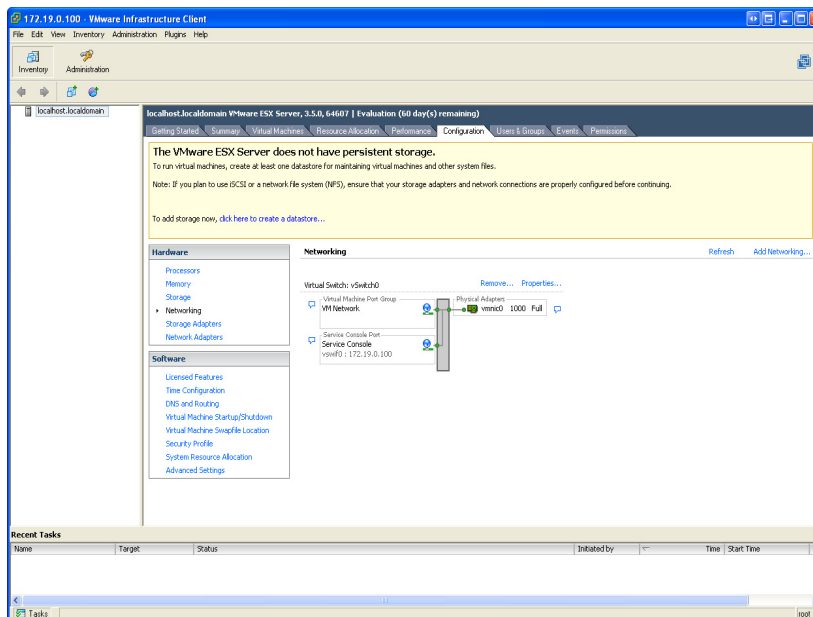 172.19.0.100 - VMware Infrastructure Client
File Edit View Inventory Administration Plugins Help
Inventory Administration
localhost.localdomain
localhost.localdomain VMware ESX Server, 3.5.0, 64607 | Evaluation (60 day(s) remaining)
Getting Started Summary Virtual Machines Resource Allocation Performance Configuration Users & Groups Events Permissions
The VMware ESX Server does not have persistent storage.
To run virtual machines, create at least one datastore for maintaining virtual machines and other system files.
Note: If you plan to use iSCSI or a network file system (NFS), ensure that your storage adapters and network connections are properly configured before continuing.
To add storage now, click here to create a datastore...
Hardware
Processors
Memory
Storage
Networking
Storage Adapters
Network Adapters
Software
Licensed Features
Time Configuration
DNS and Routing
Virtual Machine Startup/Shutdown
Virtual Machine Swapfile Location
Security Profile
System Resource Allocation
Advanced Settings
Networking
Refresh Add Networking...
Virtual Switch: vSwitch0
Remove... Properties...
Virtual Machine Port Group
VM Network
Physical Adapters
vmnic0 1000 Full
Service Console Port
Service Console
vswif0 : 172.19.0.100
Recent Tasks
Name Target Status Initiated by Time Start Time
Tasks
root